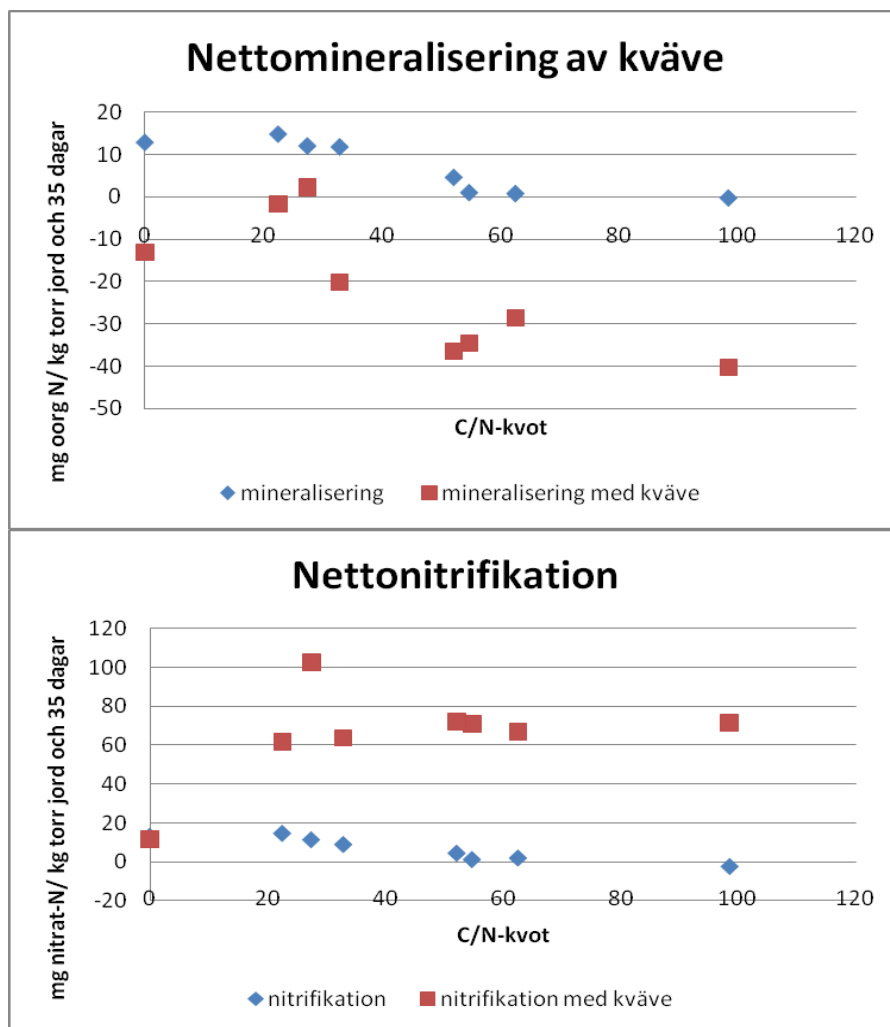 Nettomineralisering av kväve
mg oorg N/ kg torr jord och 35 dagar
20
10
0
-10
-20
-30
-40
-50
0 20 40 60 80 100 120
C/N-kvot
mineralisering mineralisering med kväve
Nettonitrifikation
mg nitrat-N/ kg torr jord och 35 dagar
120
100
80
60
40
20
0
-20
0 20 40 60 80 100 120
C/N-kvot
nitrifikation nitrifikation med kväve